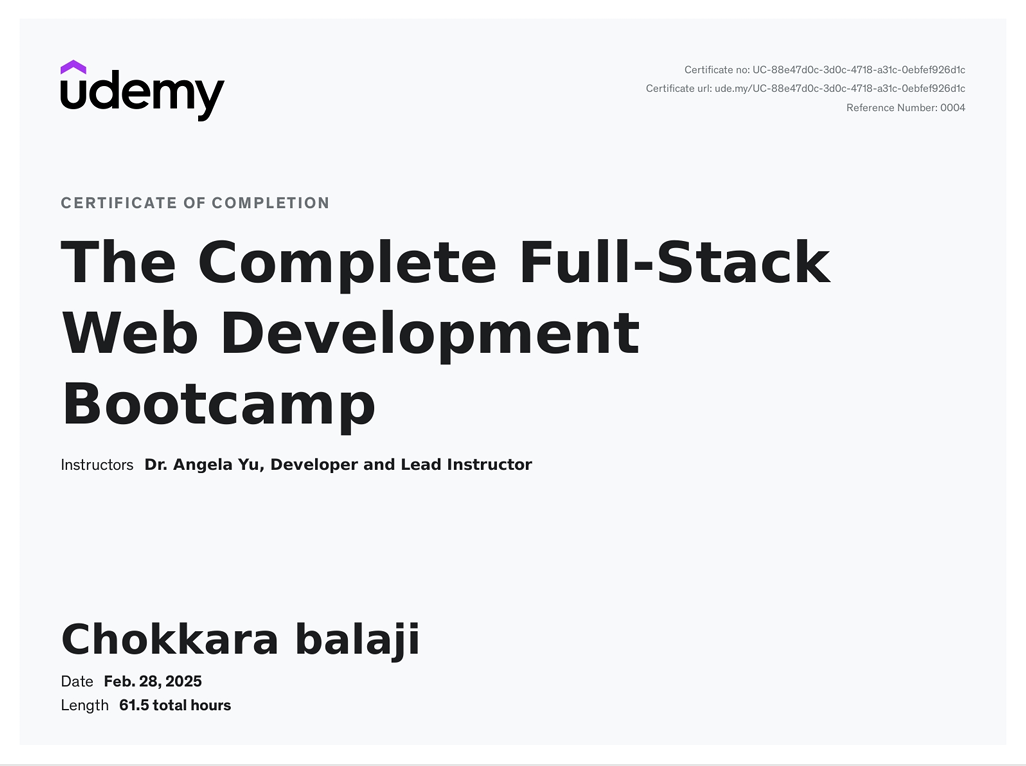 udemy
Certificate no: UC-88e47d0c-3d0c-4718-a31c-0ebfef926d1c
Certificate url: ude.my/UC-88e47d0c-3d0c-4718-a31c-0ebfef926d1c
Reference Number: 0004
CERTIFICATE OF COMPLETION
The Complete Full-Stack
Web Development
Bootcamp
Instructors Dr. Angela Yu, Developer and Lead Instructor
Chokkara balaji
Date Feb. 28, 2025
Length 61.5 total hours